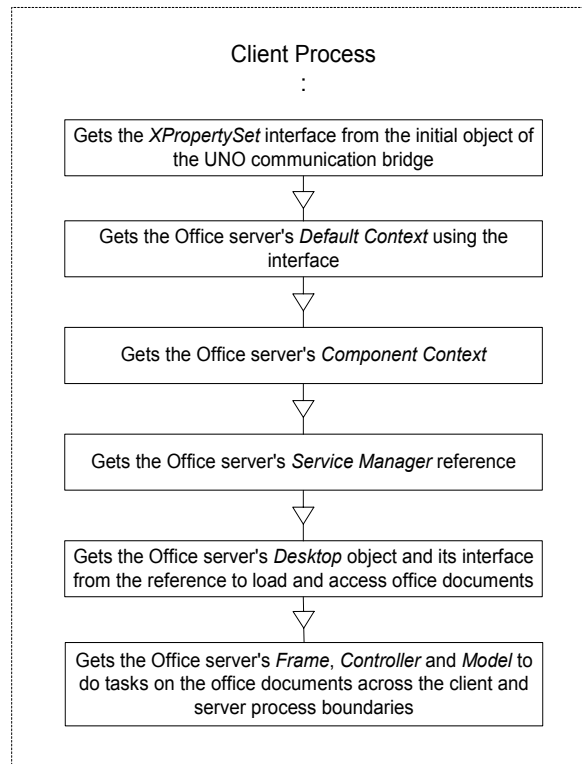 Client Process
:
Gets the XPropertySet interface from the initial object of
the UNO communication bridge
Gets the Office server's Default Context using the
interface
Gets the Office server's Component Context
Gets the Office server's Service Manager reference
Gets the Office server's Desktop object and its interface
from the reference to load and access office documents
Gets the Office server's Frame, Controller and Model to
do tasks on the office documents across the client and
server process boundaries